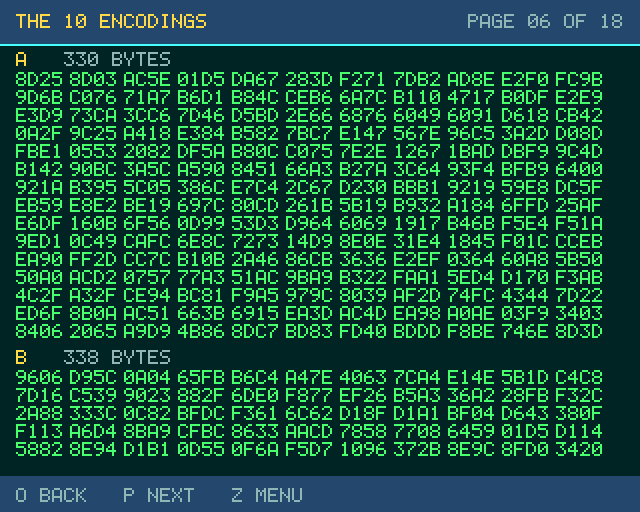 THE 10 ENCODINGS PAGE 06 OF 18
A 330 BYTES
8D25 8D03 AC5E 01D5 DA67 283D F271 7DB2 AD8E E2F0 FC9B
9D6B C076 71A7 B6D1 B84C CEB6 6A7C B110 4717 B0DF E2E9
E3D9 73CA 3CC6 7D46 D5BD 2E66 6876 6049 6091 D618 CB42
0A2F 9C25 A418 E384 B582 7BC7 E147 567E 96C5 3A2D D08D
FBE1 0553 2082 DF5A B80C C075 7E2E 1267 1BAD DBF9 9C4D
B142 90BC 3A5C A590 8451 66A3 B27A 3C64 93F4 BFB9 6400
921A B395 5C05 386C E7C4 2C67 D230 BBB1 9219 59E8 DC5F
EB59 E8E2 BE19 697C 80CD 261B 5B19 B932 A184 6FFD 25AF
E6DF 160B 6F56 0D99 53D3 D964 6069 1917 B46B F5E4 F51A
9ED1 0C49 CAFC 6E8C 7273 14D9 8E0E 31E4 1845 F01C CCEB
EA90 FF2D CC7C B10B 2A46 86CB 3636 E2EF 0364 60A8 5B50
50A0 ACD2 0757 77A3 51AC 9BA9 B322 FAA1 5ED4 D170 F3AB
4C2F A32F CE94 BC81 F9A5 979C 8039 AF2D 74FC 4344 7D22
ED6F 8B0A AC51 663B 6915 EA3D AC4D EA98 A0AE 03F9 3403
8406 2065 A9D9 4B86 8DC7 BD83 FD40 BDDD F8BE 746E 8D3D
B 338 BYTES
9606 D95C 0A04 65FB B6C4 A47E 4063 7CA4 E14E 5B1D C4C8
7D16 C539 9023 882F 6DE0 F877 EF26 B5A3 36A2 28FB F32C
2A88 333C 0C82 BFDC F361 6C62 D18F D1A1 BF04 D643 380F
F113 A6D4 8BA9 CFBC 8633 AACD 7858 7708 6459 01D5 D114
5882 8E94 D1B1 0D55 0F6A F5D7 1096 372B 8E9C 8FD0 3420
O BACK P NEXT Z MENU